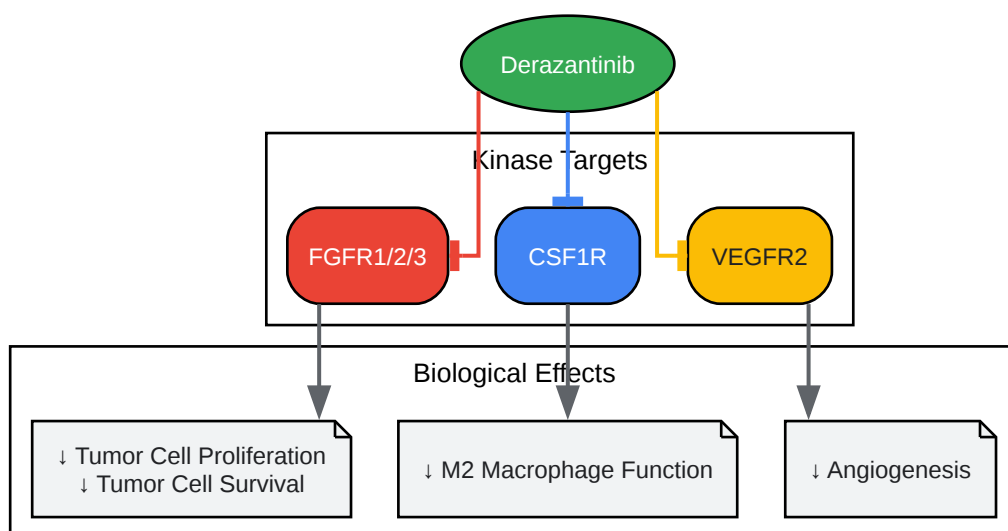 Derazantinib
Kinase Targets
FGFR1/2/3
CSF1R
VEGFR2
Biological Effects
↓ Tumor Cell Proliferation
↓ Tumor Cell Survival
↓ M2 Macrophage Function
↓ Angiogenesis